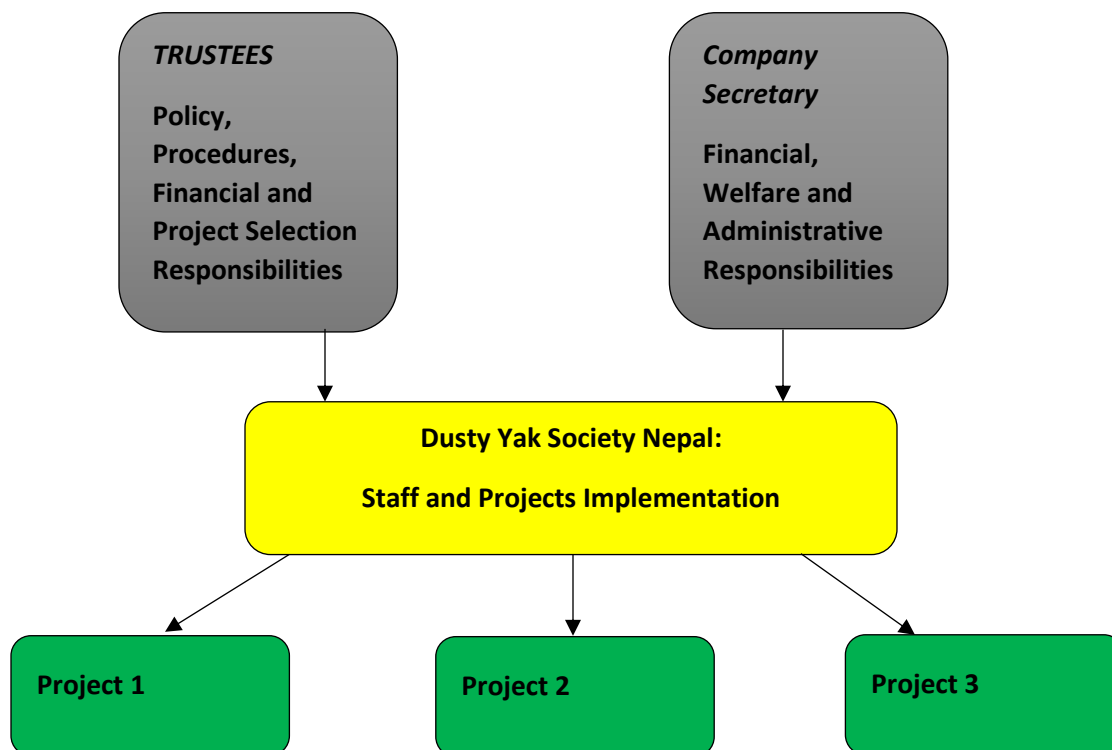 TRUSTEES
Policy,
Procedures,
Financial and
Project Selection
Responsibilities
Company
Secretary
Financial,
Welfare and
Administrative
Responsibilities
Dusty Yak Society Nepal:
Staff and Projects Implementation
Project 1
Project 2
Project 3